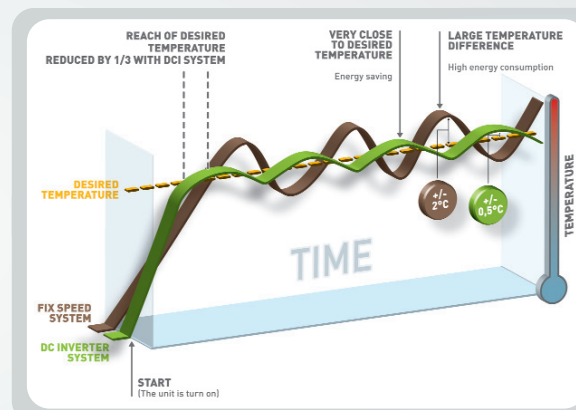 REACH OF DESIRED
TEMPERATURE
REDUCED BY 1/3 WITH DCI SYSTEM
VERY CLOSE
TO DESIRED
TEMPERATURE
Energy saving
LARGE TEMPERATURE
DIFFERENCE
High energy consumption
DESIRED
TEMPERATURE
+/-
2°C
+/-
0,5°C
TEMPERATURE
TIME
FIX SPEED
SYSTEM
DC INVERTER
SYSTEM
START
(The unit is turn on)